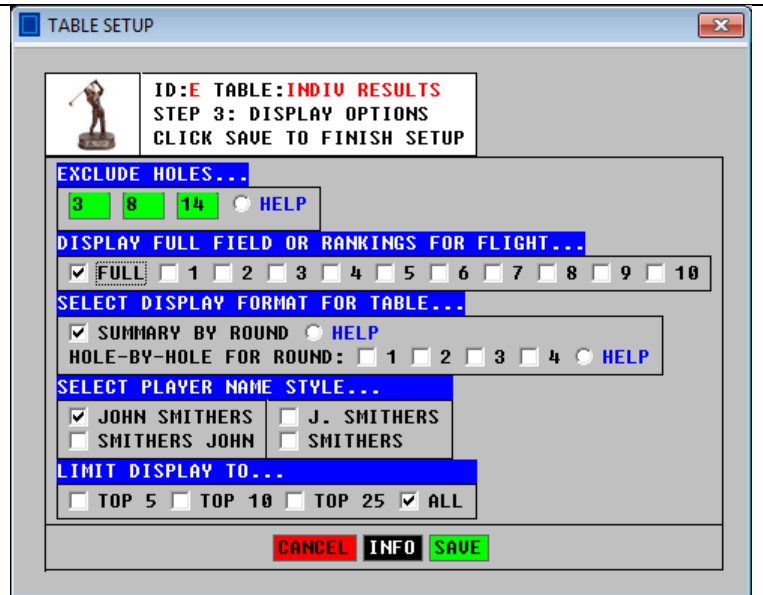 TABLE SETUP
ID:E TABLE:INDIV RESULTS
STEP 3: DISPLAY OPTIONS
CLICK SAVE TO FINISH SETUP
EXCLUDE HOLES...
3 8 14 HELP
DISPLAY FULL FIELD OR RANKINGS FOR FLIGHT...
FULL 1 2 3 4 5 6 7 8 9 10
SELECT DISPLAY FORMAT FOR TABLE...
SUMMARY BY ROUND HELP
HOLE-BY-HOLE FOR ROUND: 1 2 3 4 HELP
SELECT PLAYER NAME STYLE...
JOHN SMITHERS J. SMITHERS
SMITHERS JOHN SMITHERS
LIMIT DISPLAY TO...
TOP 5 TOP 10 TOP 25 ALL
CANCEL INFO SAVE